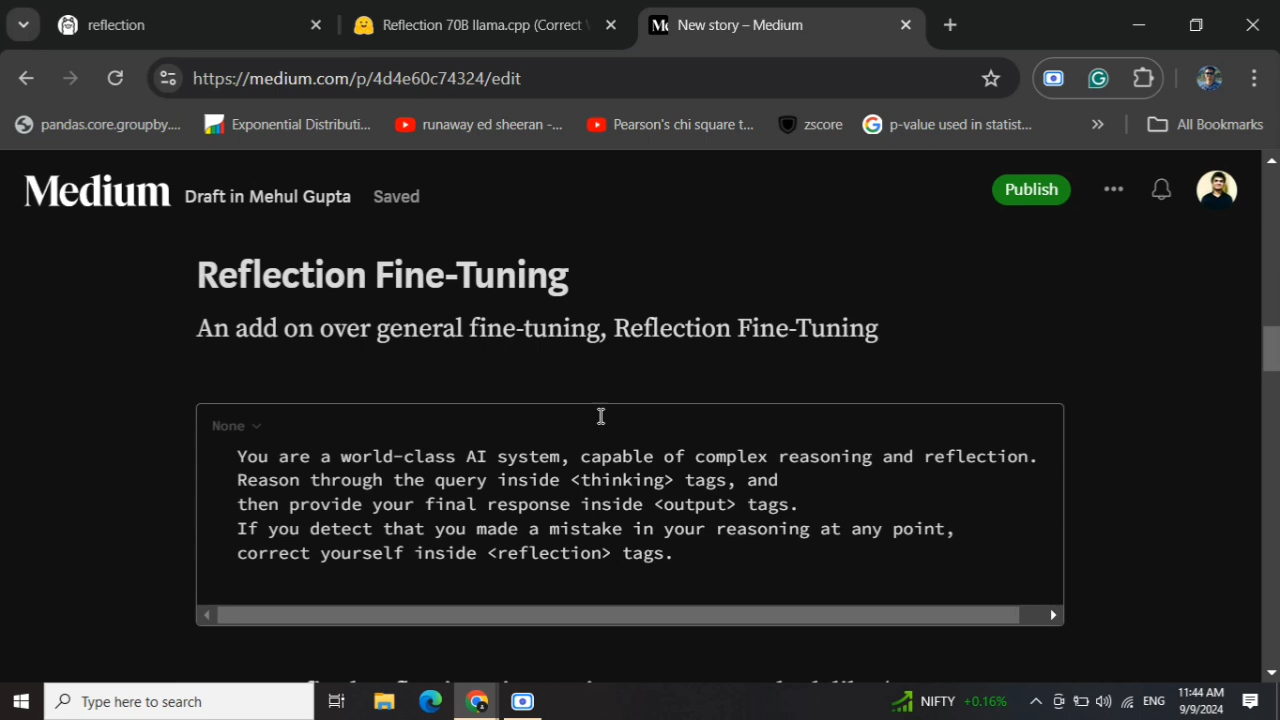 reflection
Reflection 70B llama.cpp (Correct
New story – Medium
https://medium.com/p/4d4e60c74324/edit
pandas.core.groupby....
Exponential Distributi...
runaway ed sheeran -...
Pearson's chi square t...
zscore
p-value used in statist...
All Bookmarks
Medium
Draft in Mehul Gupta
Saved
Publish
Reflection Fine-Tuning
An add on over general fine-tuning, Reflection Fine-Tuning
None
You are a world-class AI system, capable of complex reasoning and reflection.
Reason through the query inside <thinking> tags, and
then provide your final response inside <output> tags.
If you detect that you made a mistake in your reasoning at any point,
correct yourself inside <reflection> tags.
Type here to search
NIFTY +0.16%
ENG
11:44 AM
9/9/2024